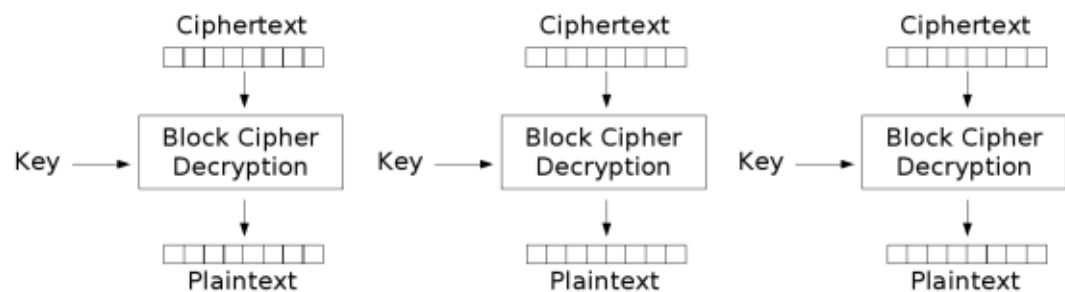 Ciphertext Ciphertext Ciphertext
Block Cipher Block Cipher Block Cipher
Key Decryption Key Decryption Key Decryption
Plaintext Plaintext Plaintext